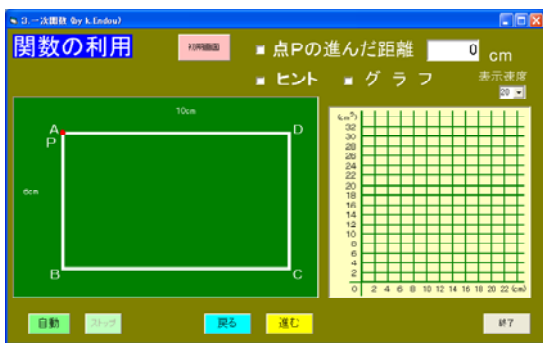 3.一次関数 (by k.Endou)
関数の利用
利用画面
点Pの進んだ距離 0 cm
ヒント グラフ 表示速度
20
10cm
A D
P
6cm
B C
(cm²)
32
30
28
26
24
22
20
18
16
14
12
10
8
6
4
2
0 2 4 6 8 10 12 14 16 18 20 22 (cm)
自動 ストップ 戻る 進む 終了